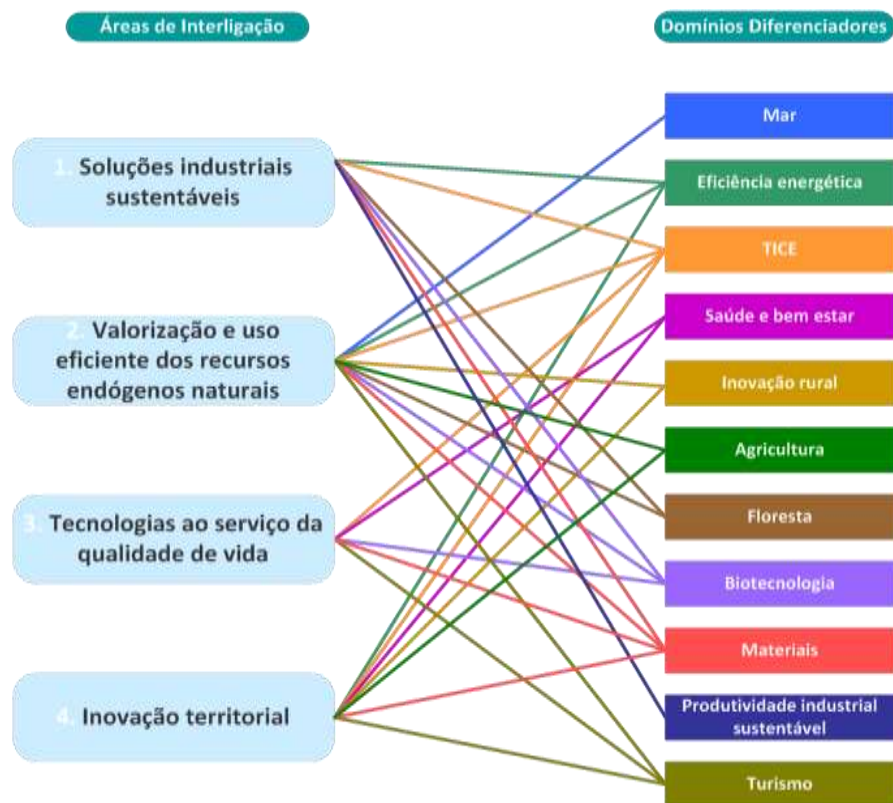 Áreas de Interligação
Domínios Diferenciadores
1. Soluções industriais
sustentáveis
2. Valorização e uso
eficiente dos recursos
endógenos naturais
3. Tecnologias ao serviço da
qualidade de vida
4. Inovação territorial
Mar
Eficiência energética
TICE
Saúde e bem estar
Inovação rural
Agricultura
Floresta
Biotecnologia
Materiais
Produtividade industrial
sustentável
Turismo